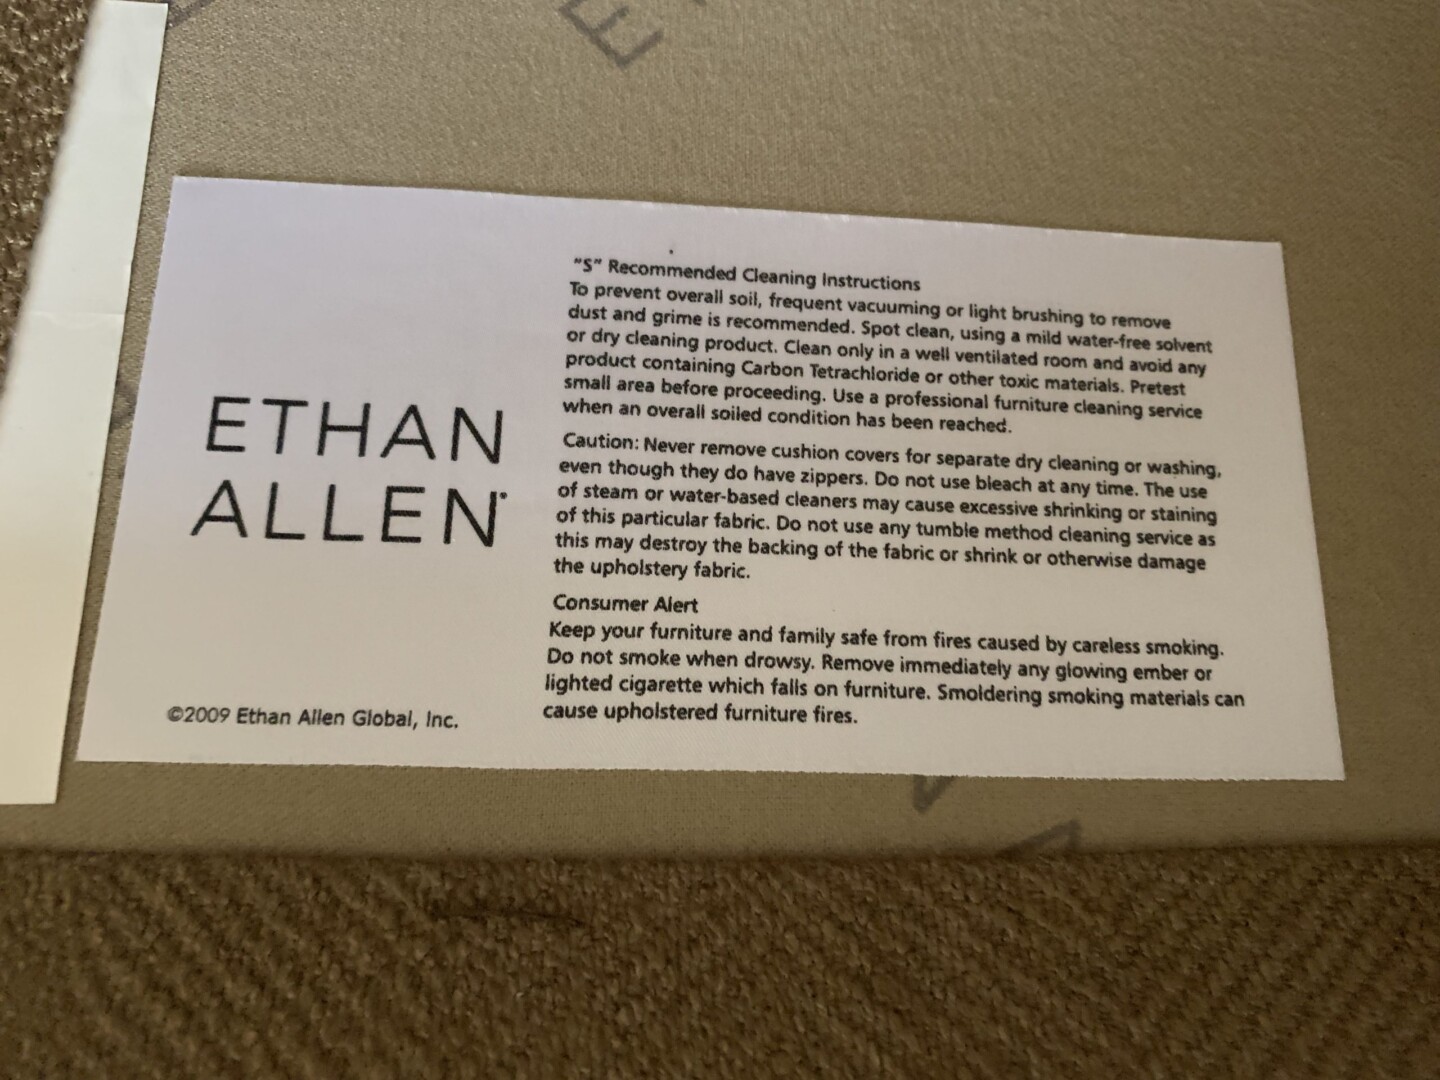 E
ETHAN
ALLEN
©2009 Ethan Allen Global, Inc.
"S" Recommended Cleaning Instructions
To prevent overall soil, frequent vacuuming or light brushing to remove
dust and grime is recommended. Spot clean, using a mild water-free solvent
or dry cleaning product. Clean only in a well ventilated room and avoid any
product containing Carbon Tetrachloride or other toxic materials. Pretest
small area before proceeding. Use a professional furniture cleaning service
when an overall soiled condition has been reached.
Caution: Never remove cushion covers for separate dry cleaning or washing,
even though they do have zippers. Do not use bleach at any time. The use
of steam or water-based cleaners may cause excessive shrinking or staining
of this particular fabric. Do not use any tumble method cleaning service as
this may destroy the backing of the fabric or shrink or otherwise damage
the upholstery fabric.
Consumer Alert
Keep your furniture and family safe from fires caused by careless smoking.
Do not smoke when drowsy. Remove immediately any glowing ember or
lighted cigarette which falls on furniture. Smoldering smoking materials can
cause upholstered furniture fires.